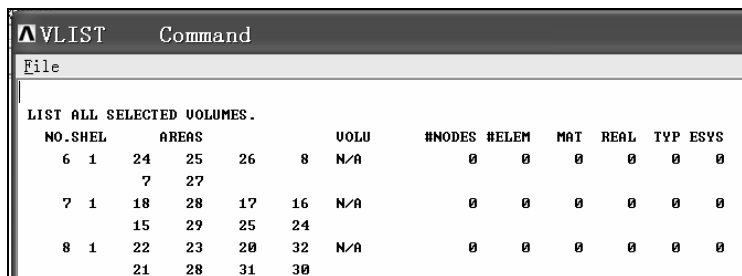 VLIST Command
File
LIST ALL SELECTED VOLUMES.
NO.SHEL AREAS VOLU #NODES #ELEM MAT REAL TYP ESYS
6 1 24 25 26 8 N/A 0 0 0 0 0 0
7 27
7 1 18 28 17 16 N/A 0 0 0 0 0 0
15 29 25 24
8 1 22 23 20 32 N/A 0 0 0 0 0 0
21 28 31 30